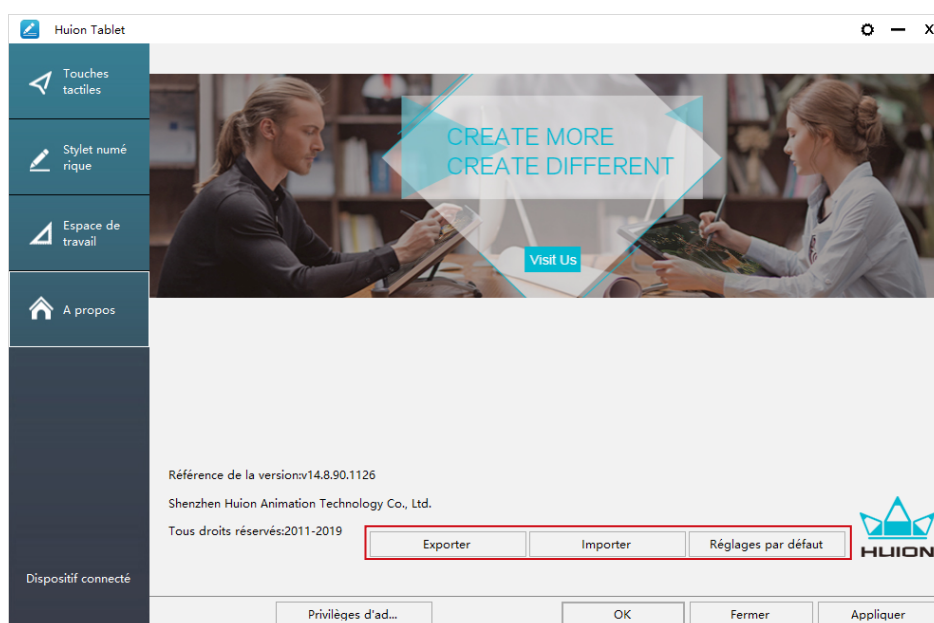 Huion Tablet
Touches
tactiles
Stylet numé
rique
Espace de
travail
A propos
Dispositif connecté
CREATE MORE
CREATE DIFFERENT
Visit Us
Référence de la version:v14.8.90.1126
Shenzhen Huion Animation Technology Co., Ltd.
Tous droits réservés:2011-2019
Exporter Importer Réglages par défaut
HUION
Privilèges d'ad... OK Fermer Appliquer